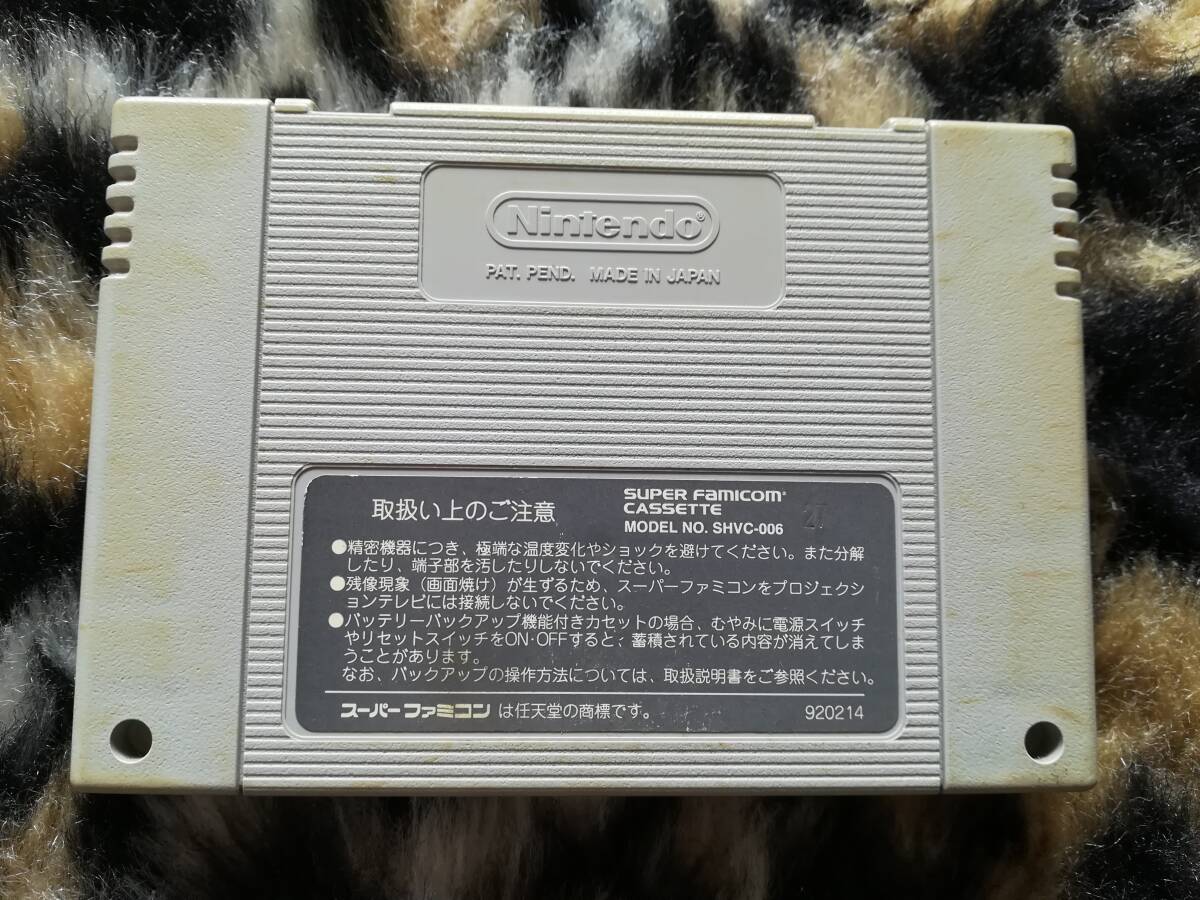 Nintendo®
PAT. PEND. MADE IN JAPAN
取扱い上のご注意
SUPER FAMICOM®
CASSETTE
MODEL NO. SHVC-006
27
●精密機器につき、極端な温度変化やショックを避けてください。また分解
したり、端子部を汚したりしないでください。
●残像現象（画面焼け）が生ずるため、スーパーファミコンをプロジェクシ
ョンテレビには接続しないでください。
●バッテリーバックアップ機能付きカセットの場合、むやみに電源スイッチ
やリセットスイッチをON・OFFすると、蓄積されている内容が消えてしま
うことがあります。
なお、バックアップの操作方法については、取扱説明書をご参照ください。
スーパーファミコンは任天堂の商標です。
920214